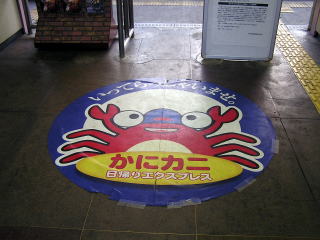 いってらっしゃいませ。
かにカニ
日帰りエクスプレス